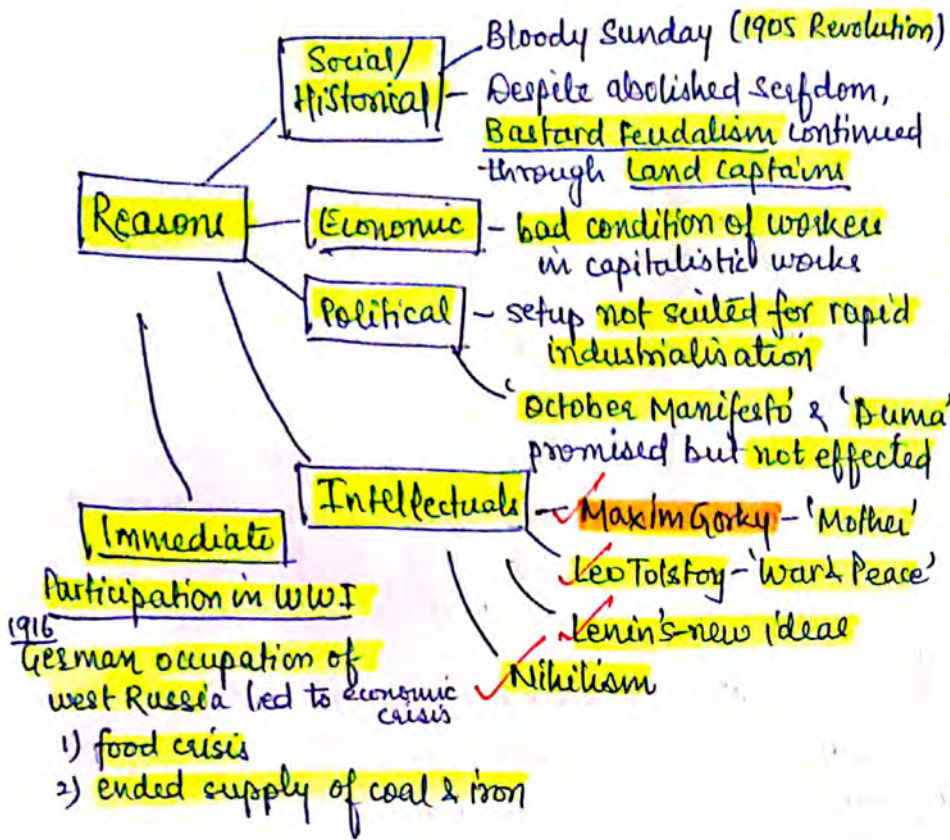 Reasons
Social/
Historical
Bloody Sunday (1905 Revolution)
Despite abolished serfdom,
Bastard feudalism continued
through Land Captains
Economic
- bad condition of workers
in capitalistic works
Political
- setup not suited for rapid
industrialisation
'October Manifesto' & 'Duma'
promised but not effected
Intellectuals
Maxim Gorky - 'Mother'
Leo Tolstoy - 'War & Peace'
Lenin's - new ideas
Nihilism
Immediate
Participation in WWI
1916
German occupation of
west Russia led to economic
crisis
1) food crisis
2) ended supply of coal & iron